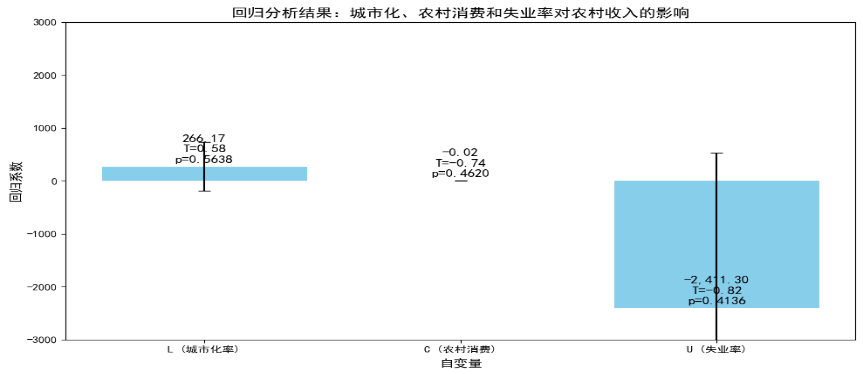 回归分析结果：城市化、农村消费和失业率对农村收入的影响
3000
2000
1000
0
−1000
−2000
−3000
回归系数
266.17
T=0.58
p=0.5638
-0.02
T=-0.74
p=0.4620
-2,411.30
T=-0.82
p=0.4136
L (城市化率)
C (农村消费)
U (失业率)
自变量